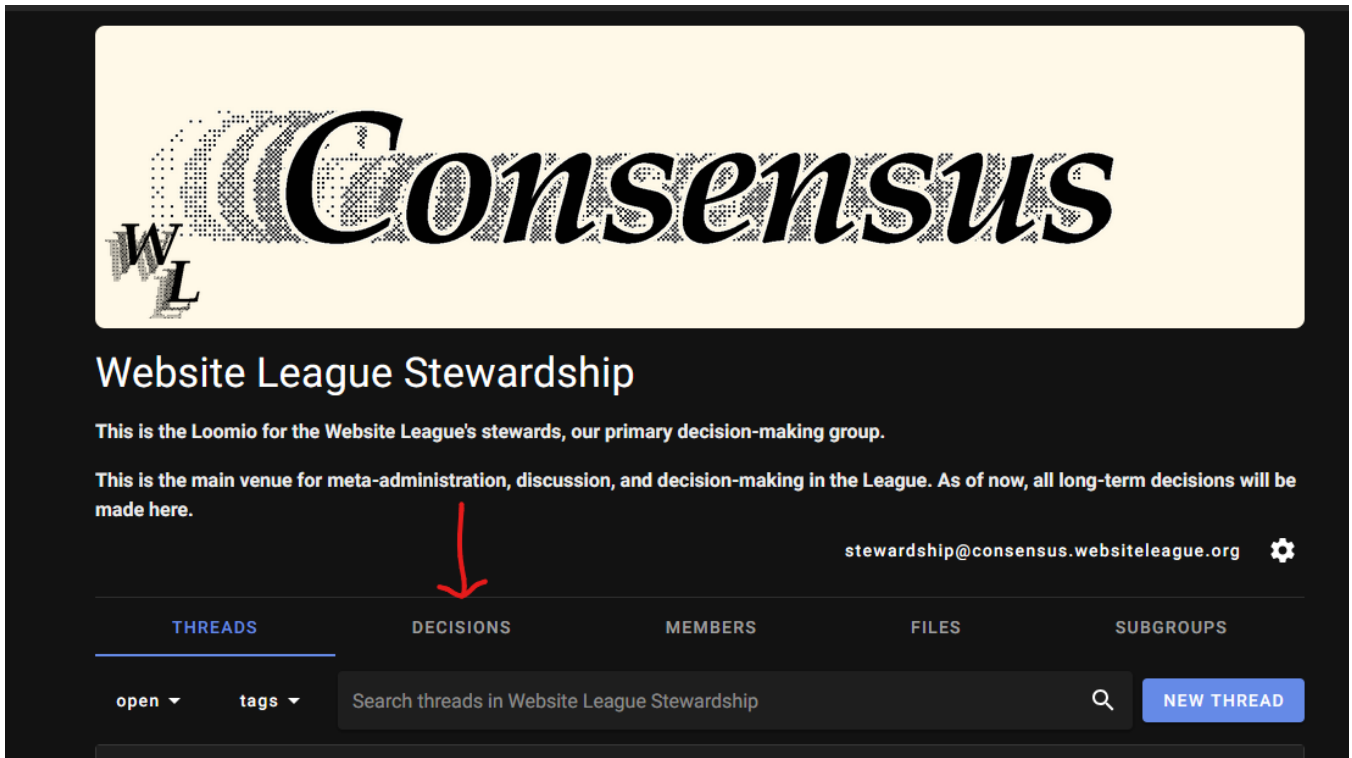 Consensus
WL
Website League Stewardship
This is the Loomio for the Website League's stewards, our primary decision-making group.
This is the main venue for meta-administration, discussion, and decision-making in the League. As of now, all long-term decisions will be
made here.
stewardship@consensus.websiteleague.org
THREADS DECISIONS MEMBERS FILES SUBGROUPS
open tags Search threads in Website League Stewardship NEW THREAD